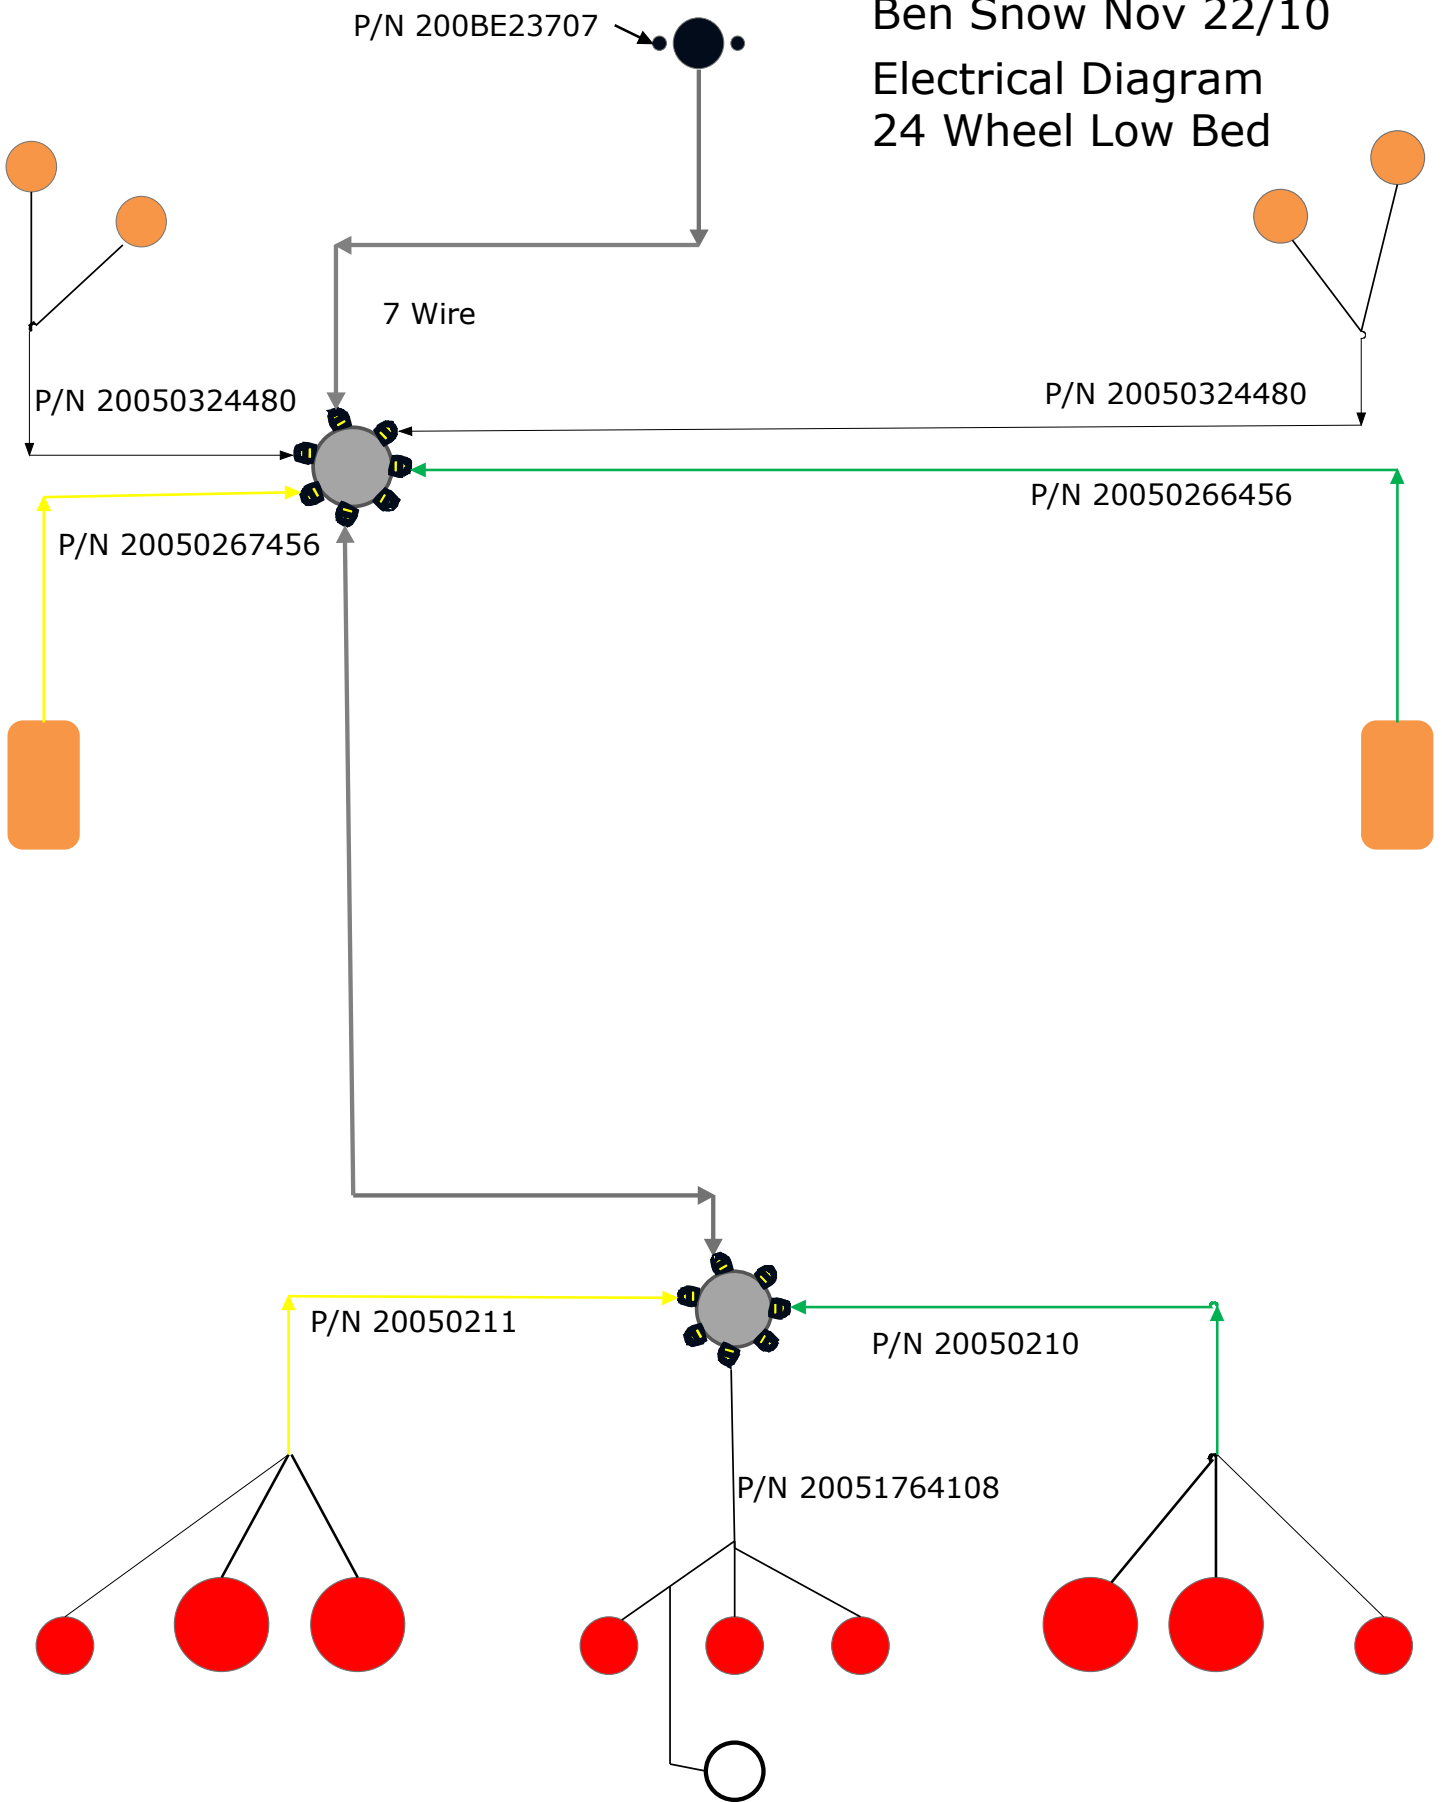 P/N 200BE23707
Ben Snow Nov 22/10
Electrical Diagram
24 Wheel Low Bed
7 Wire
P/N 20050324480
P/N 20050324480
P/N 20050266456
P/N 20050267456
P/N 20050211
P/N 20050210
P/N 20051764108